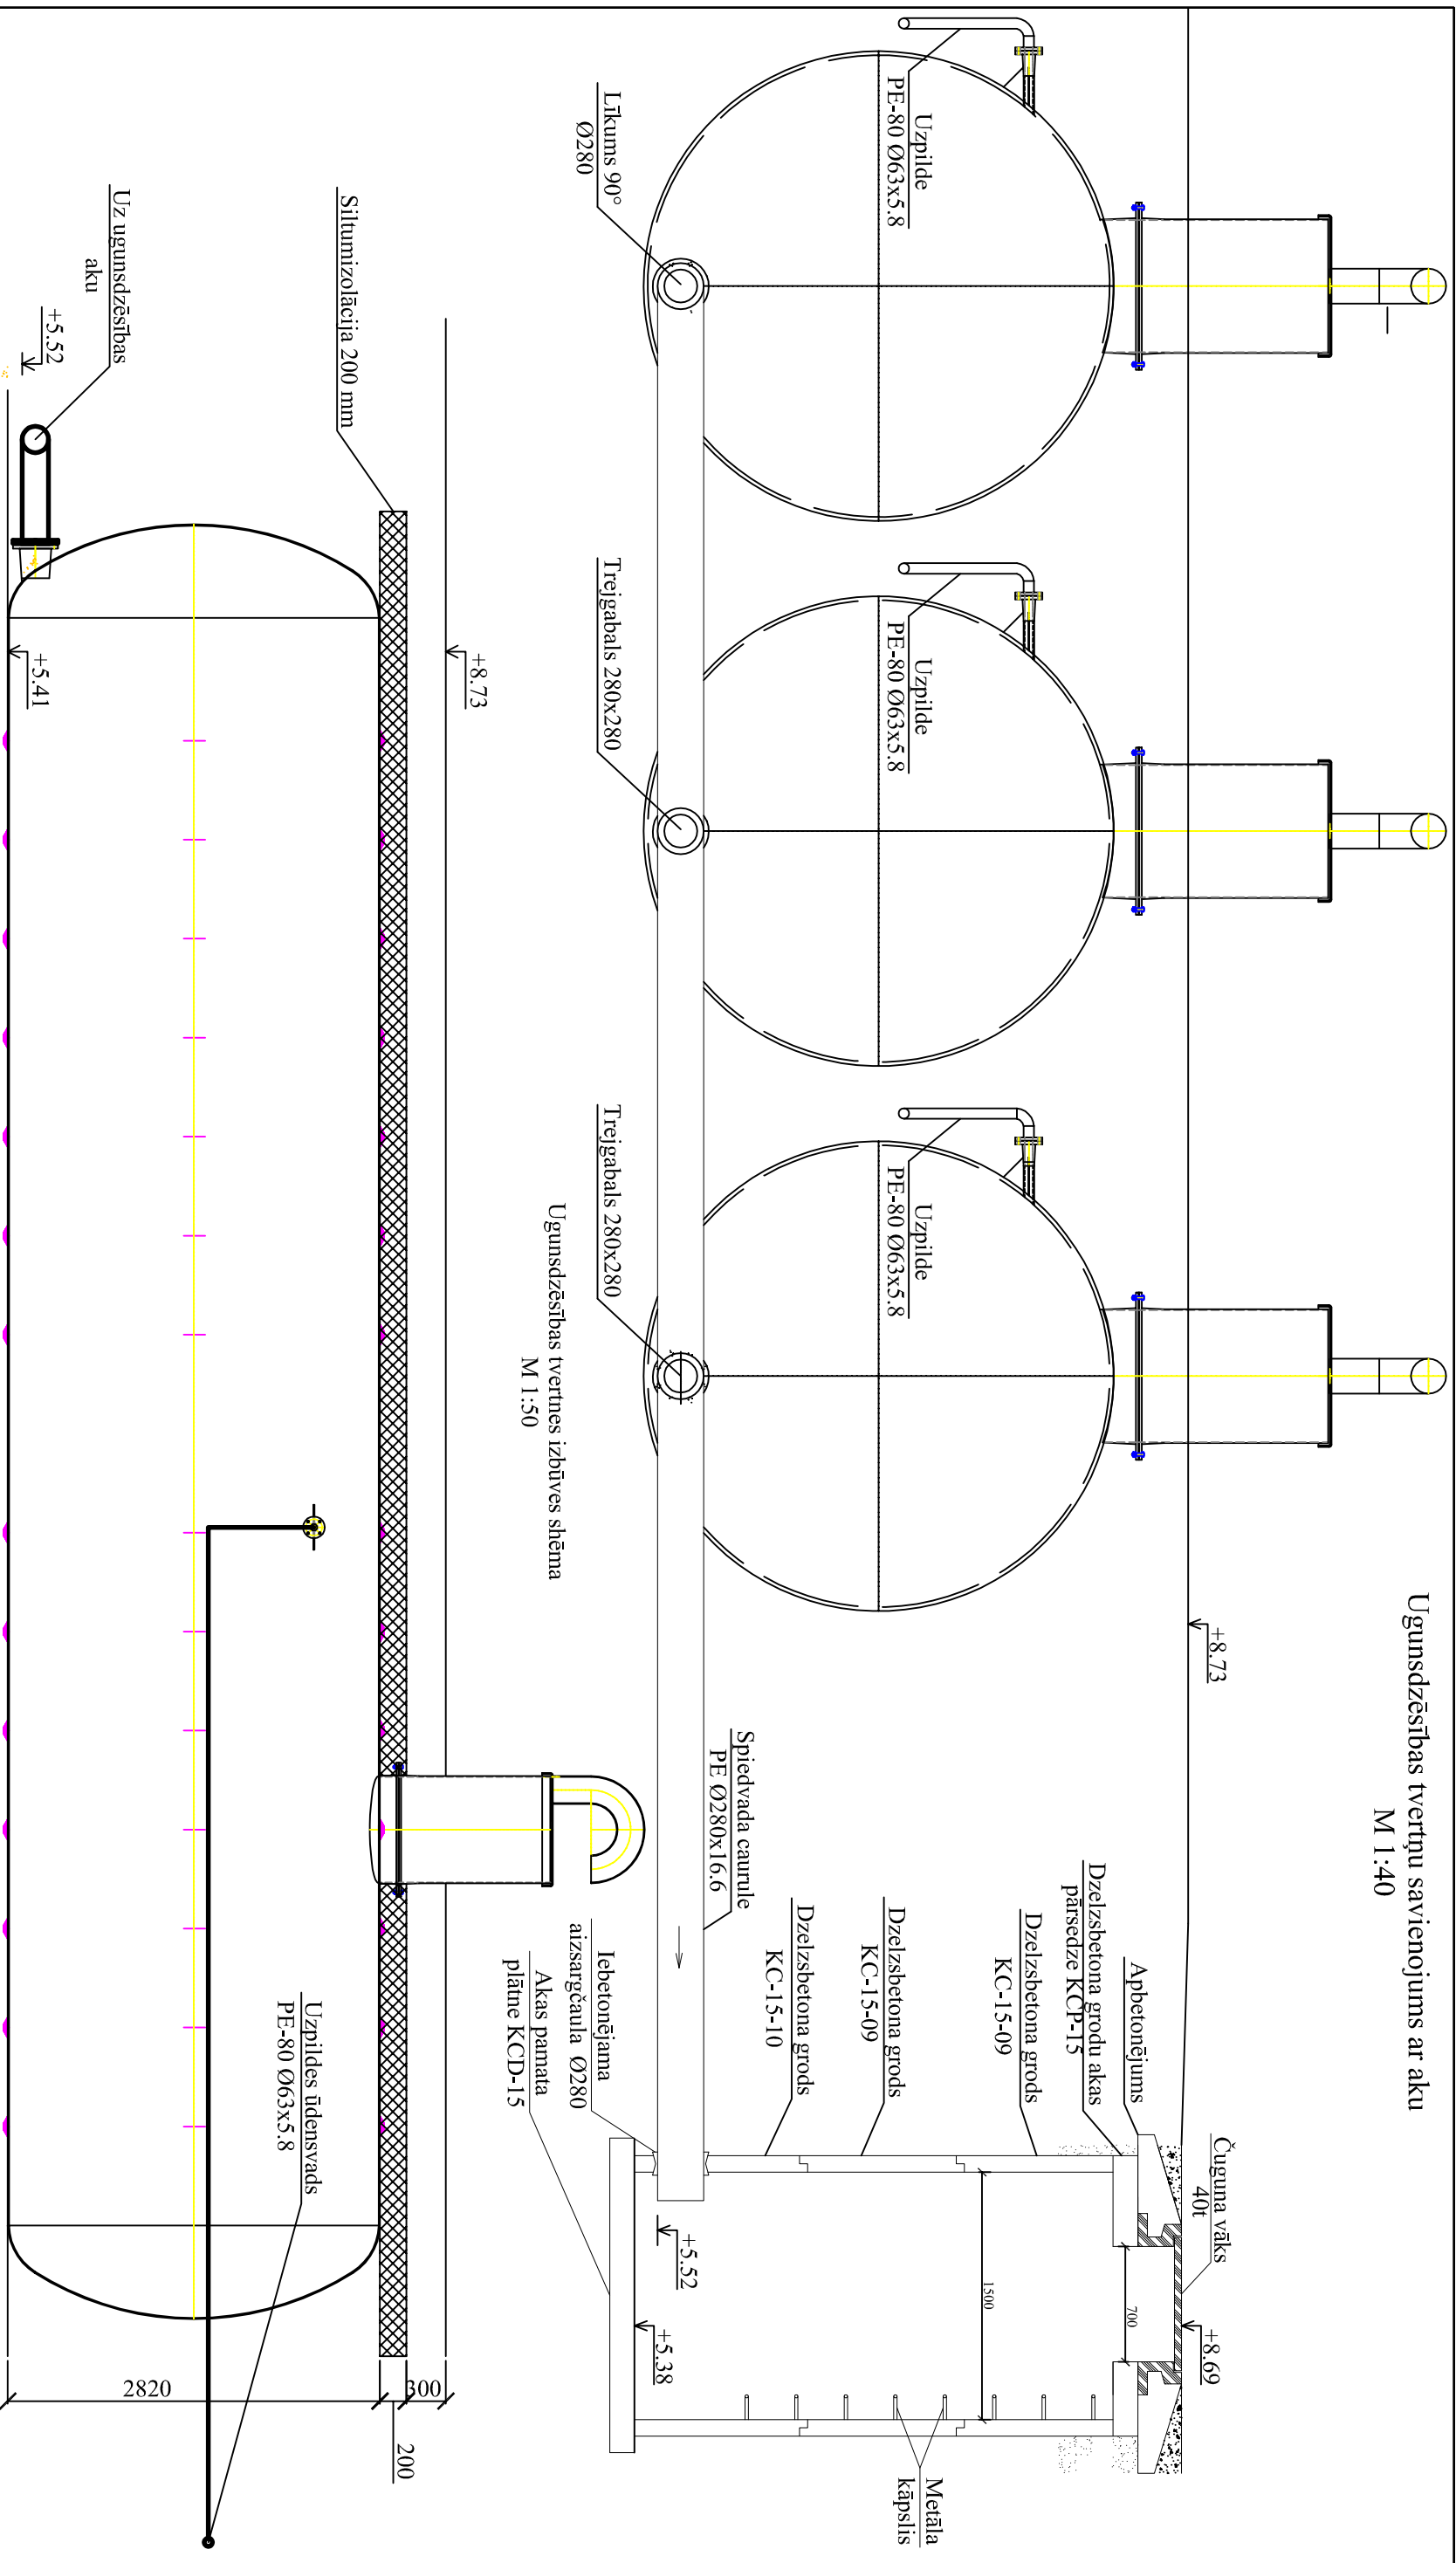 Ugunsdzēsības tvertņu savienojums ar aku
M 1:40
+8.73
Čuguna vāks
40t
+8.69
Apbetonējums
Dzelzsbetona grodu akas
pārsedze KCP-15
700
Dzelzsbetona grods
KC-15-09
1500
Dzelzsbetona grods
KC-15-09
Metāla
kāpslis
Dzelzsbetona grods
KC-15-10
Uzpilde
PE-80 Ø63x5.8
Uzpilde
PE-80 Ø63x5.8
Uzpilde
PE-80 Ø63x5.8
Spiedvada caurule
PE Ø280x16.6
+5.52
+5.38
Līkums 90°
Ø280
Trejgabals 280x280
Trejgabals 280x280
Iebetonējama
aizsargčaula Ø280
Akas pamata
plātne KCD-15
Ugunsdzēsības tvertnes izbūves shēma
M 1:50
+8.73
Siltumizolācija 200 mm
300
200
2820
Uzpildes ūdensvads
PE-80 Ø63x5.8
Uz ugunsdzēsības
aku
+5.52
+5.41